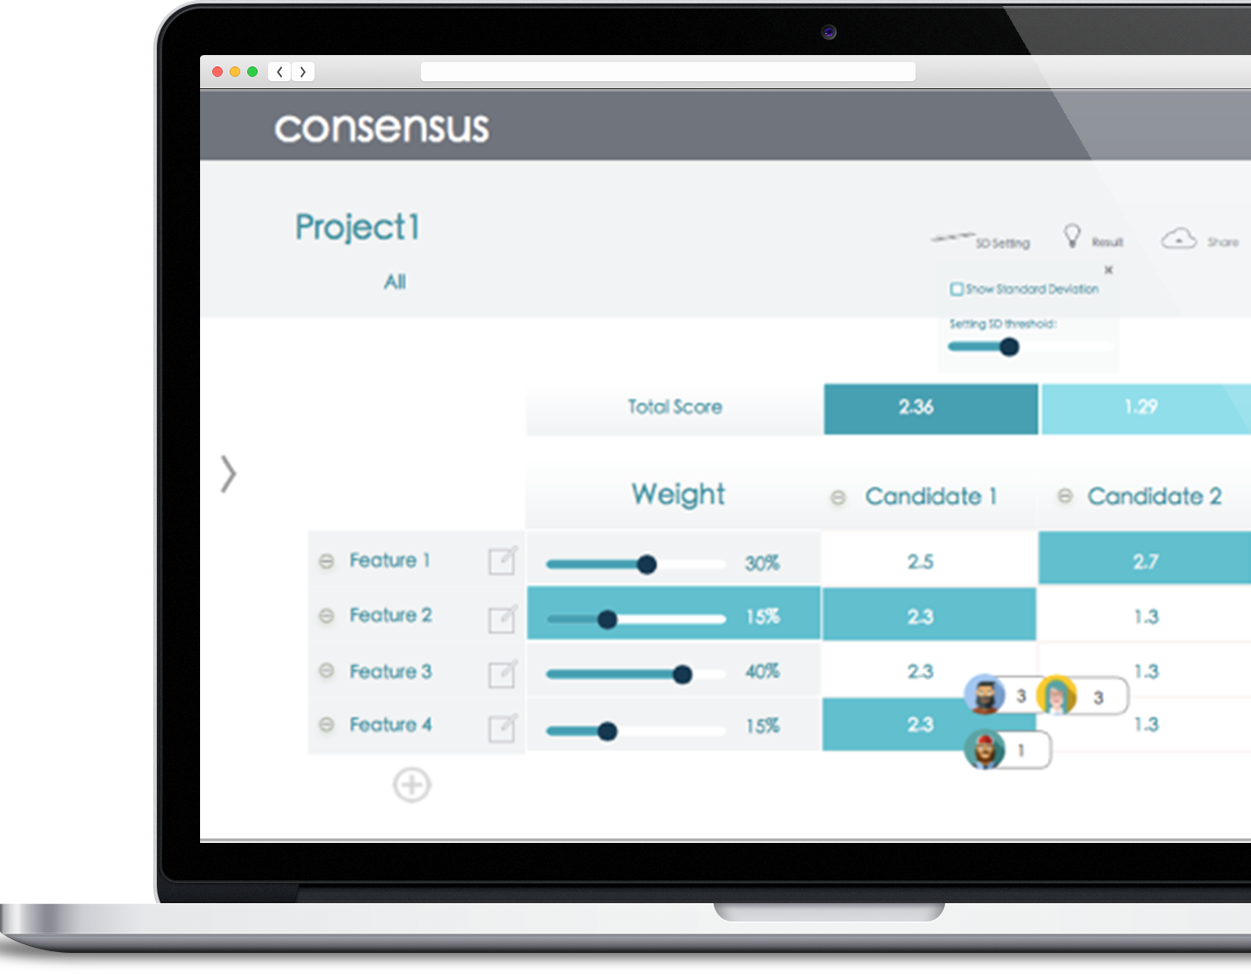 consensus
Project1
All
SD Setting Result Share
Show Standard Deviation
Setting SD threshold:
Total Score 2.36 1.29
Weight Candidate 1 Candidate 2
Feature 1 30% 2.5 2.7
Feature 2 15% 2.3 1.3
Feature 3 40% 2.3 1.3
3 3
Feature 4 15% 2.3 1.3
1